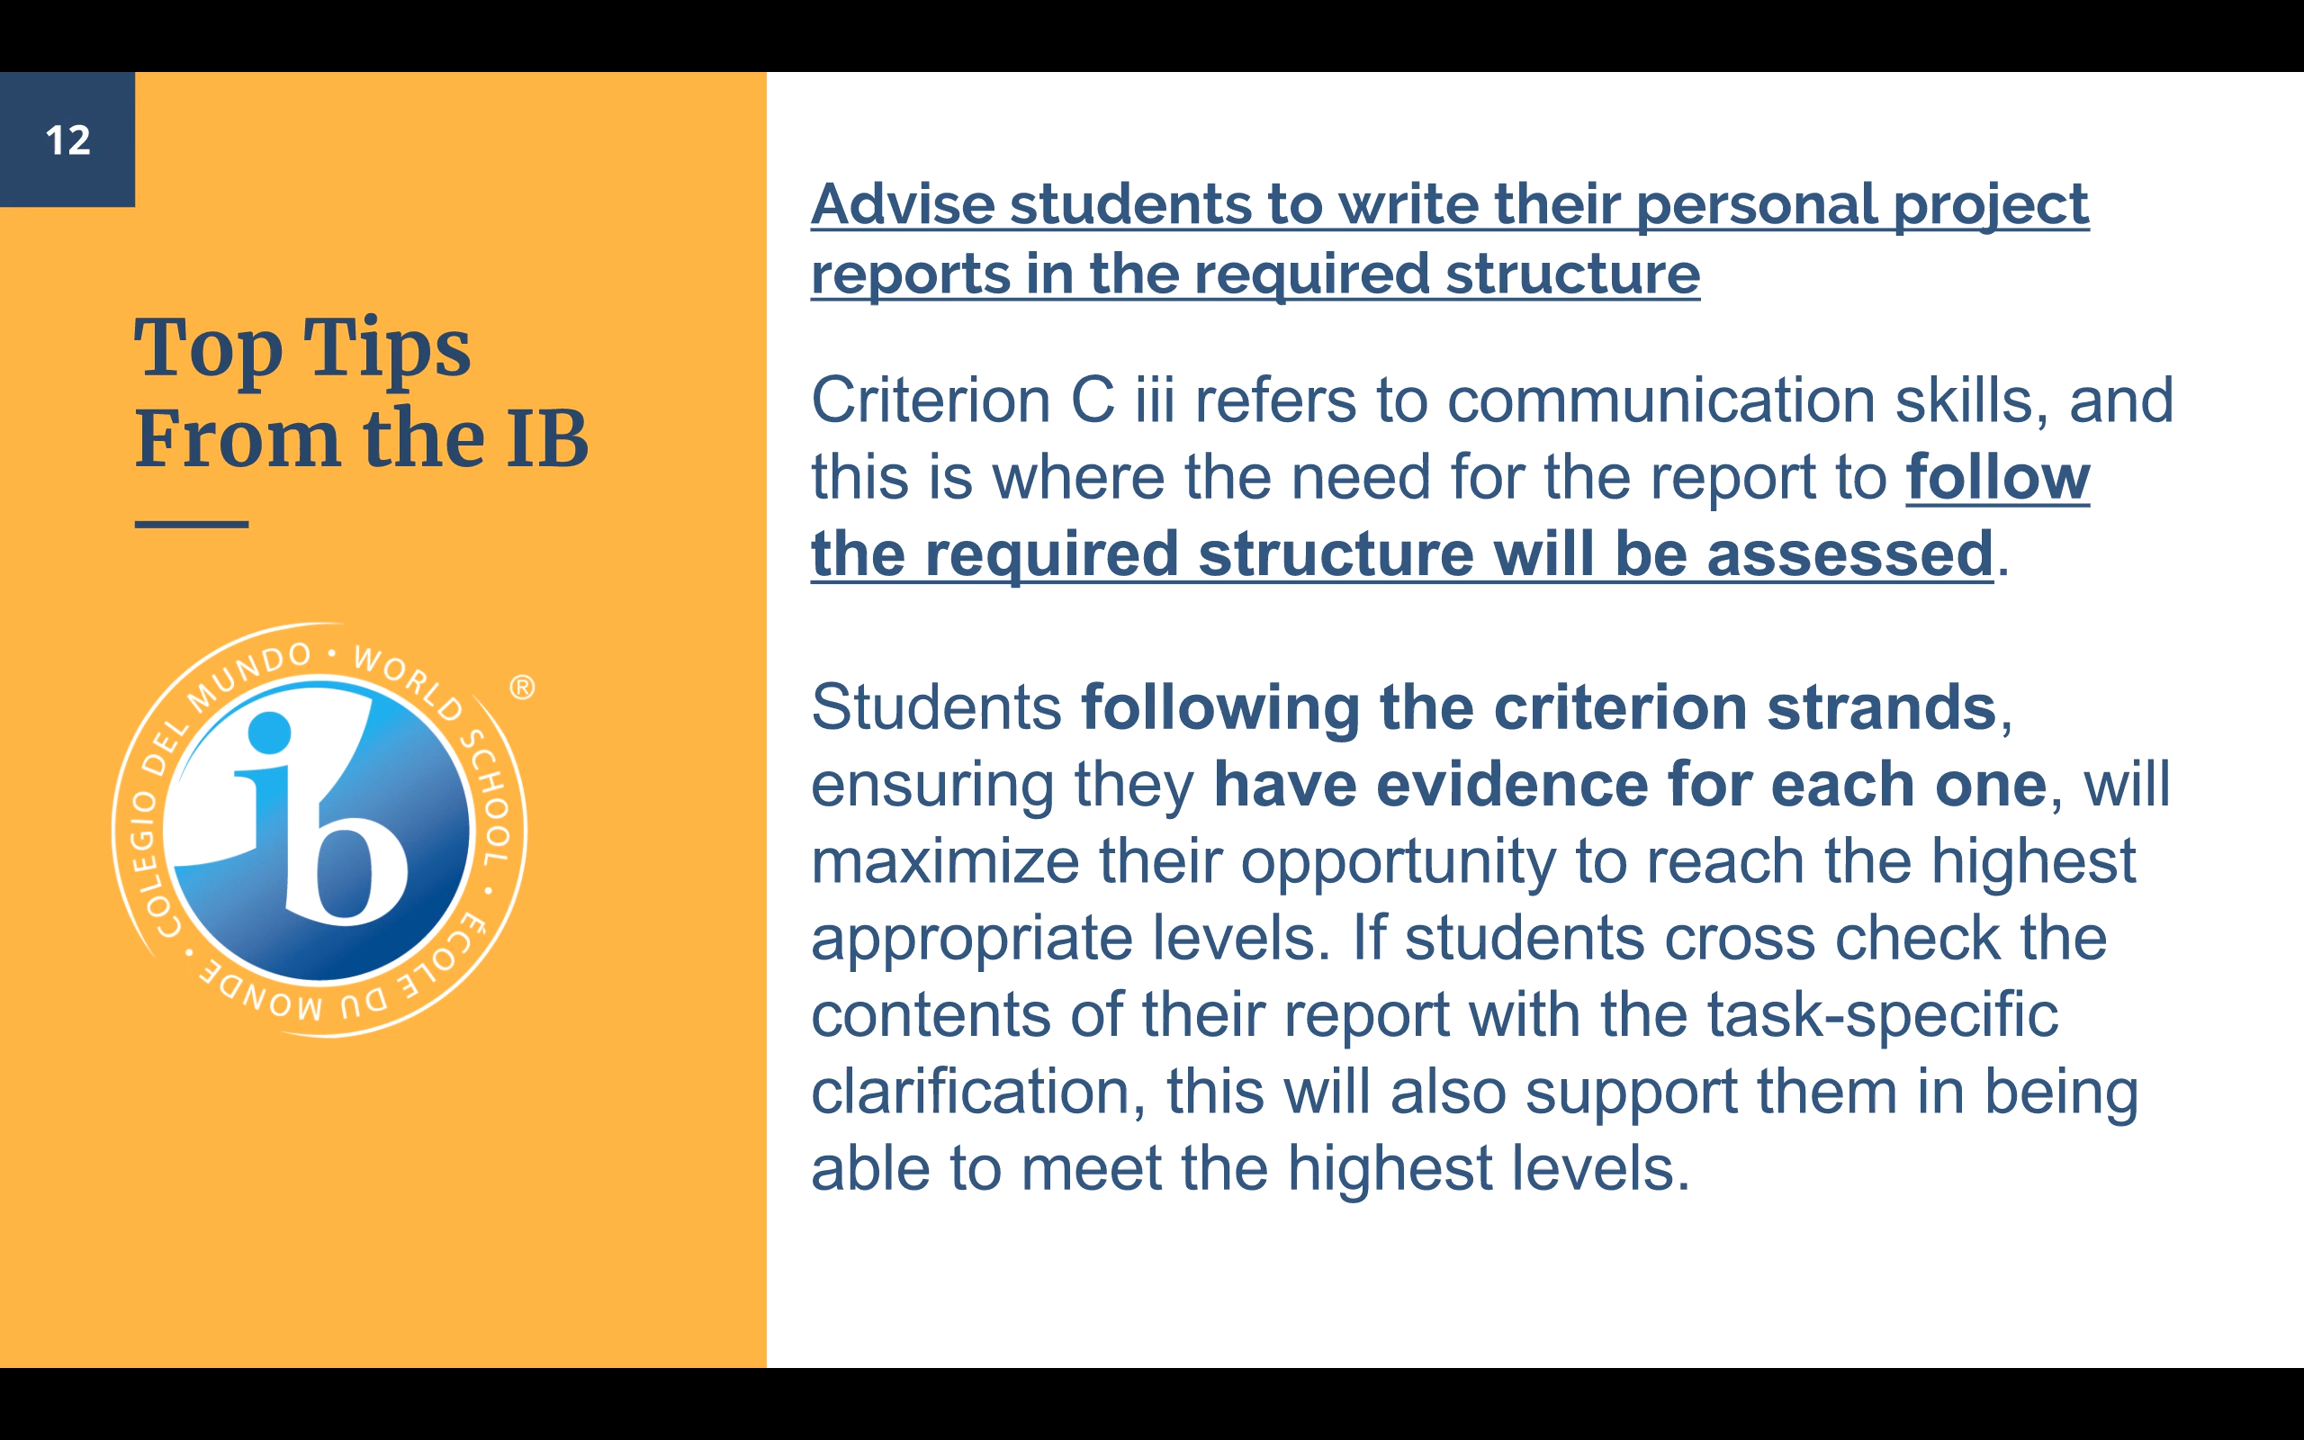 12
Top Tips
From the IB
COLEGIO DEL MUNDO • WORLD SCHOOL • ÉCOLE DU MONDE •
®
ib
Advise students to write their personal project
reports in the required structure
Criterion C iii refers to communication skills, and
this is where the need for the report to follow
the required structure will be assessed.
Students following the criterion strands,
ensuring they have evidence for each one, will
maximize their opportunity to reach the highest
appropriate levels. If students cross check the
contents of their report with the task-specific
clarification, this will also support them in being
able to meet the highest levels.